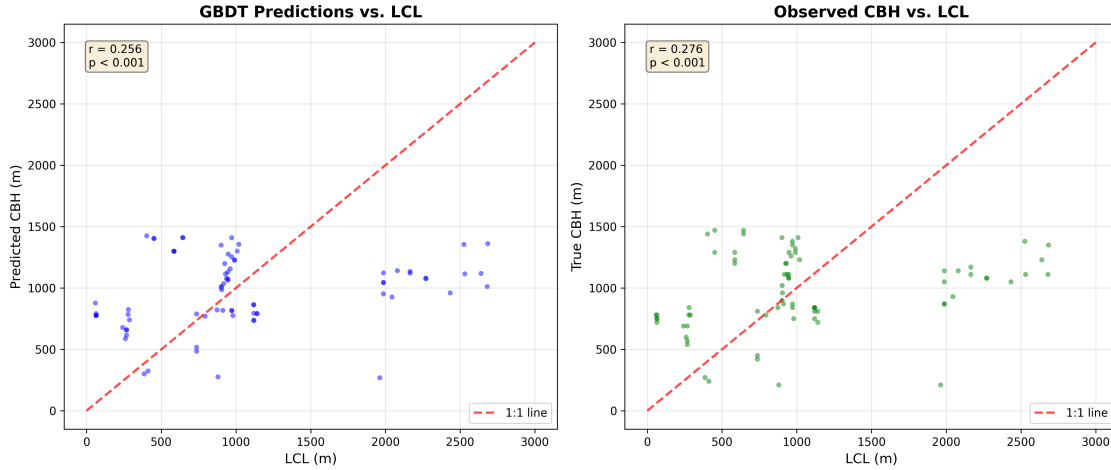 GBDT Predictions vs. LCL
r = 0.256
p < 0.001
Predicted CBH (m)
3000
2500
2000
1500
1000
500
0
0 500 1000 1500 2000 2500 3000
LCL (m)
1:1 line
Observed CBH vs. LCL
r = 0.276
p < 0.001
True CBH (m)
3000
2500
2000
1500
1000
500
0
0 500 1000 1500 2000 2500 3000
LCL (m)
1:1 line